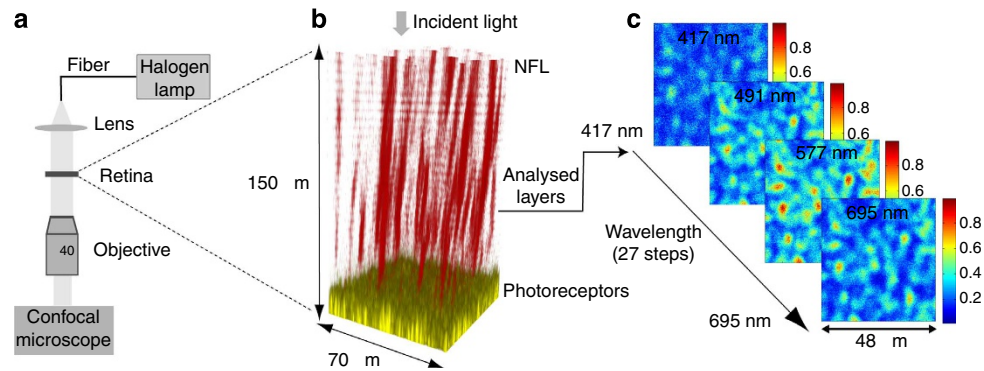 a
Fiber
Halogen
lamp
Lens
Retina
40
Objective
Confocal
microscope
b
Incident light
NFL
150 m
Photoreceptors
70 m
Analysed
layers
417 nm
Wavelength
(27 steps)
695 nm
c
417 nm
0.8
0.6
491
0.8
0.6
577 nm
0.8
0.6
695 nm
0.8
0.6
0.4
0.2
48 m